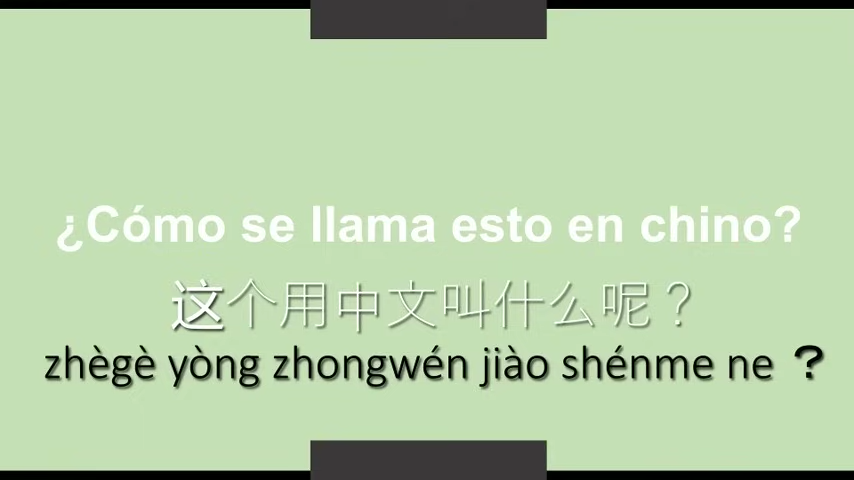 ¿Cómo se llama esto en chino?
这个用中文叫什么呢？
zhègè yòng zhongwén jiào shénme ne ？